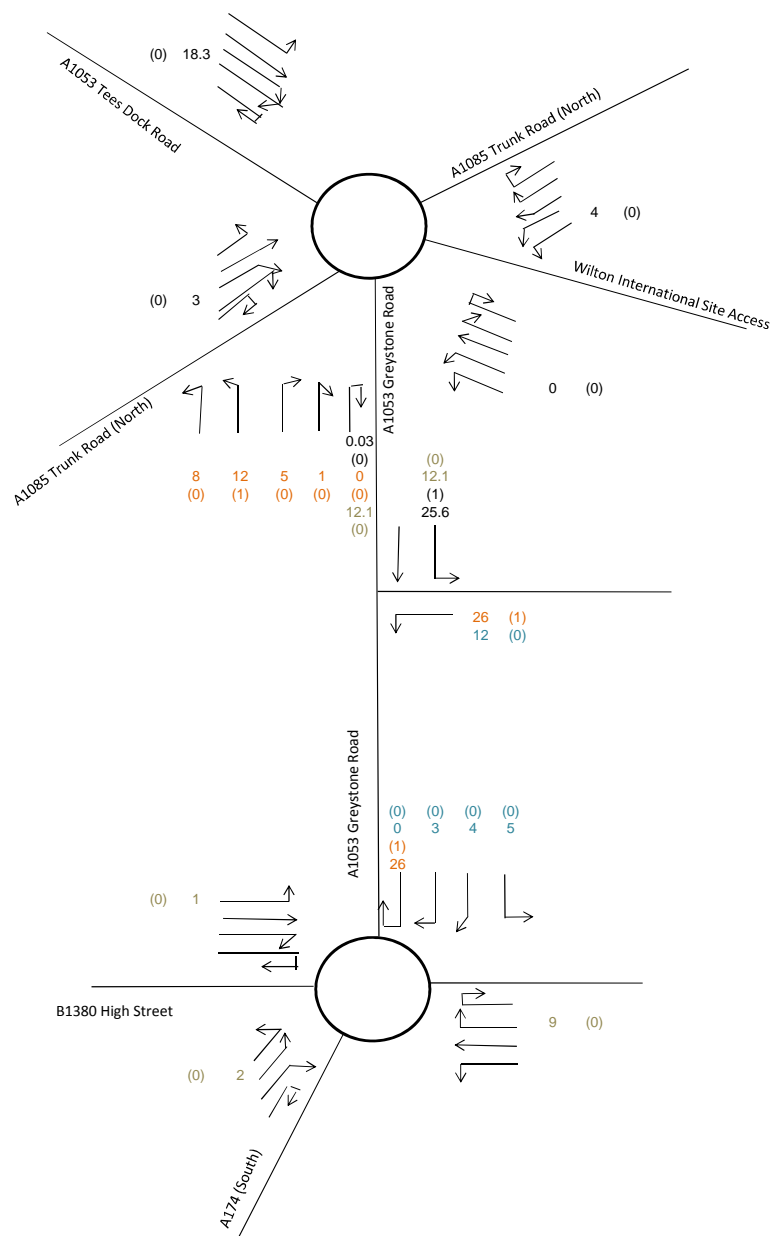 (0) 18.3
A1053 Tees Dock Road
A1085 Trunk Road (North)
4 (0)
Wilton International Site Access
(0) 3
A1053 Greystone Road
0 (0)
A1085 Trunk Road (North)
0.03
(0) (0)
8 12 5 1 0 12.1
(0) (1) (0) (0) (0) (1)
12.1 25.6
(0)
26 (1)
12 (0)
A1053 Greystone Road
(0) (0) (0) (0)
0 3 4 5
(1)
26
(0) 1
B1380 High Street
9 (0)
(0) 2
A174 (South)